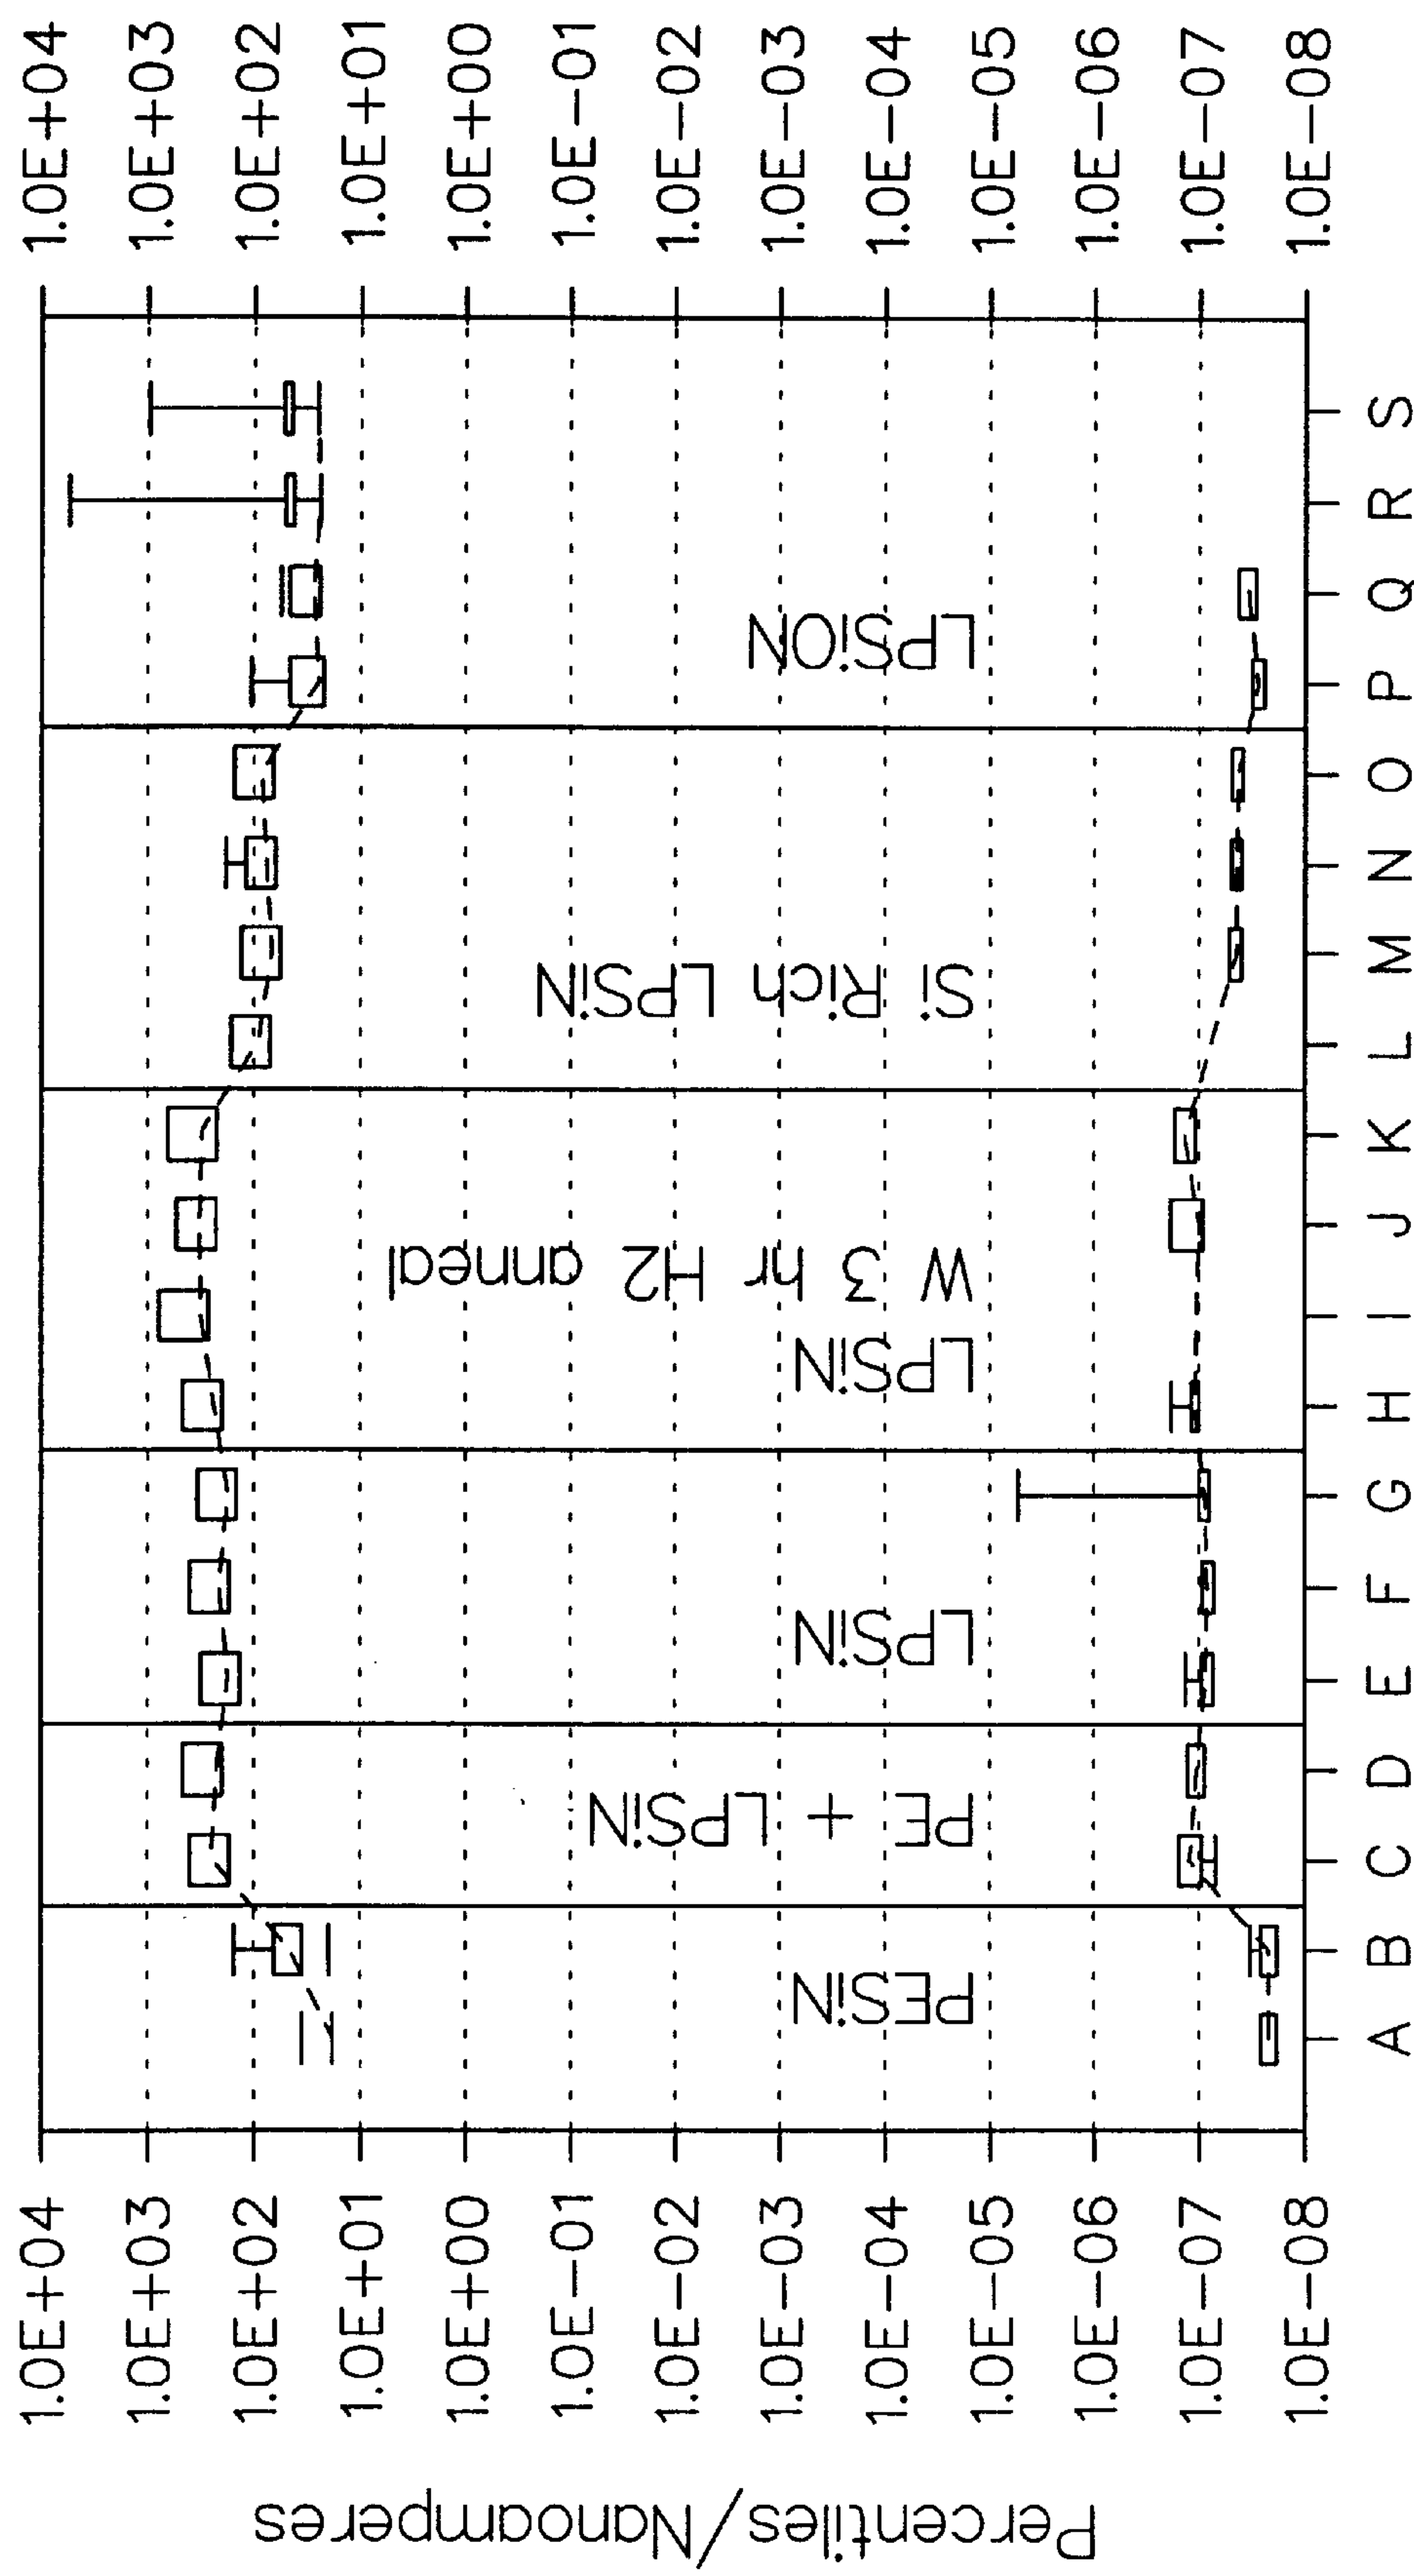 Percentiles/Nanoamperes
1.0E+04
1.0E+03
1.0E+02
1.0E+01
1.0E+00
1.0E-01
1.0E-02
1.0E-03
1.0E-04
1.0E-05
1.0E-06
1.0E-07
1.0E-08
PESiN
PE + LPSiN
LPSiN
LPSiN
W 3 hr H2 anneal
Si Rich LPSiN
LPSiON
1.0E+04
1.0E+03
1.0E+02
1.0E+01
1.0E+00
1.0E-01
1.0E-02
1.0E-03
1.0E-04
1.0E-05
1.0E-06
1.0E-07
1.0E-08
A B C D E F G H I J K L M N O P Q R S